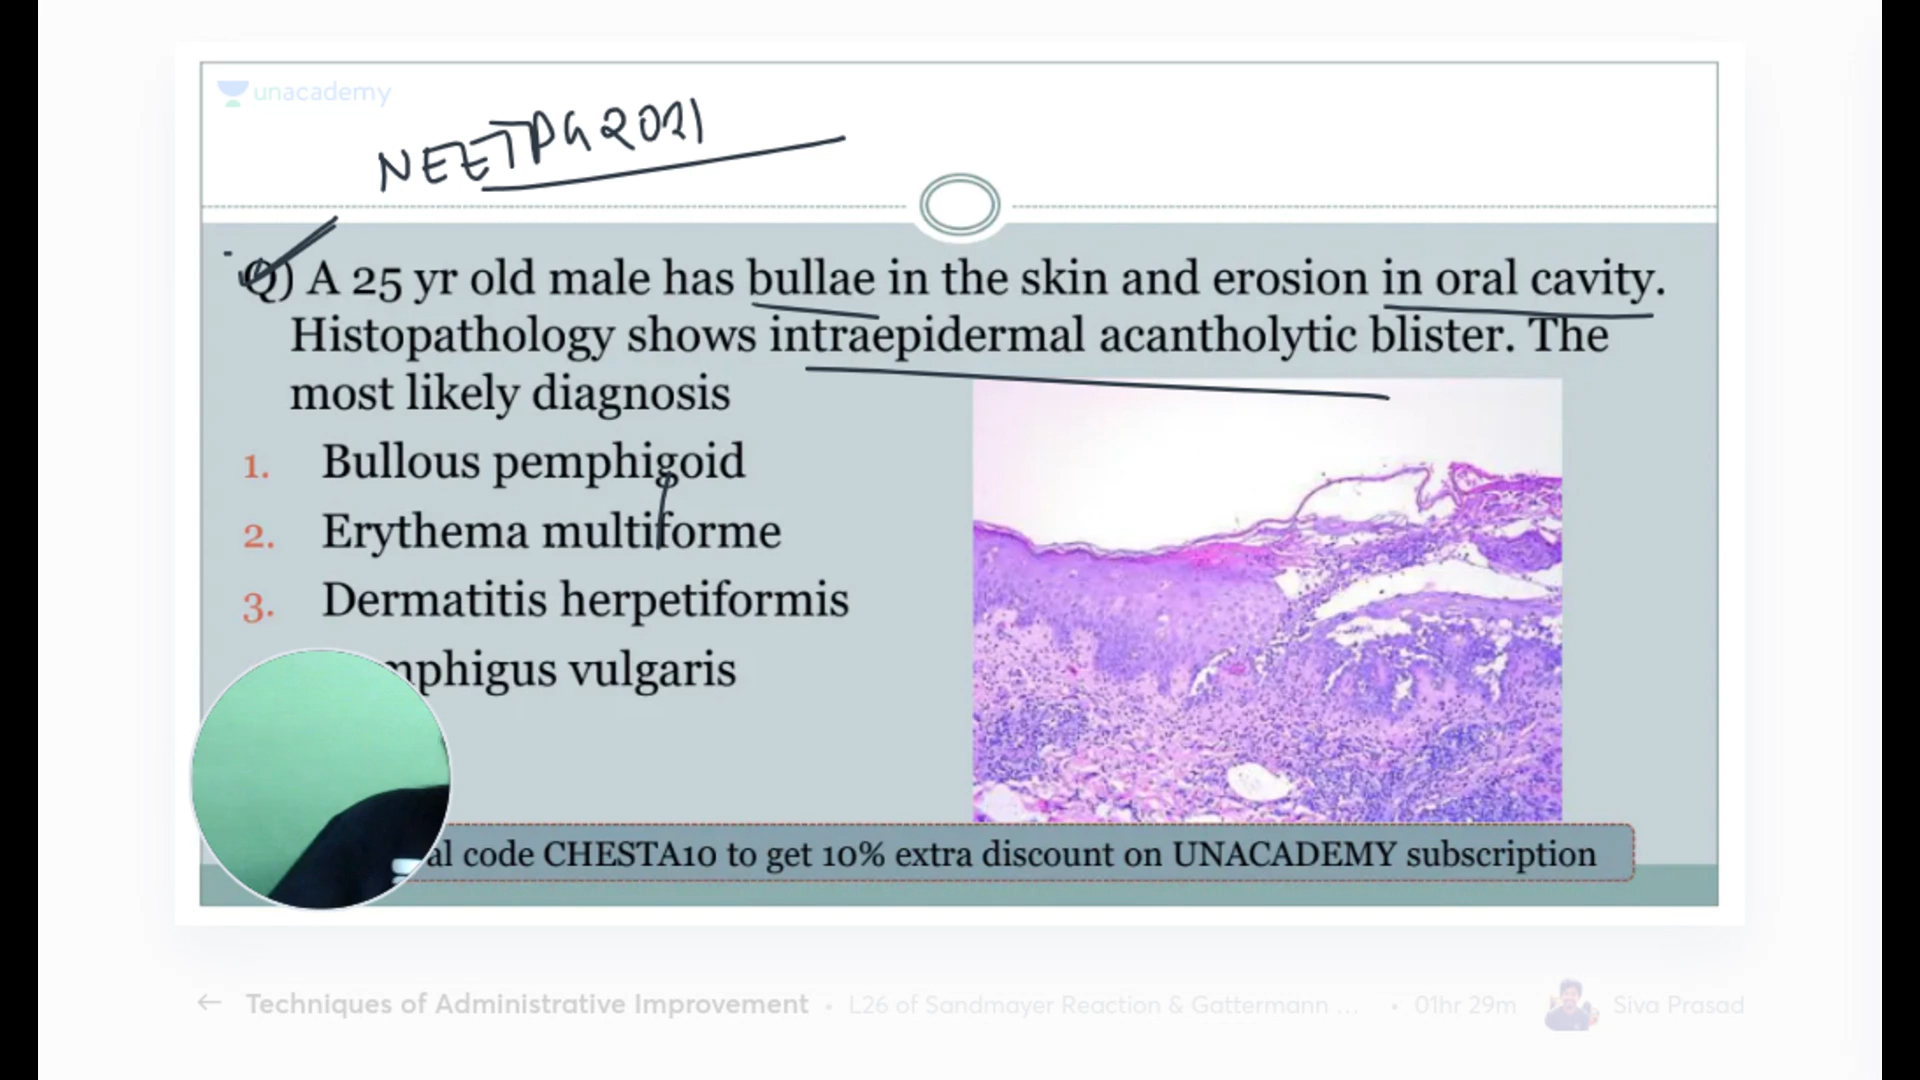 unacademy
NEETPG2021
Q) A 25 yr old male has bullae in the skin and erosion in oral cavity.
Histopathology shows intraepidermal acantholytic blister. The
most likely diagnosis
1. Bullous pemphigoid
2. Erythema multiforme
3. Dermatitis herpetiformis
mphigus vulgaris
al code CHESTA10 to get 10% extra discount on UNACADEMY subscription
← Techniques of Administrative Improvement • L26 of Sandmayer Reaction & Gattermann ... • 01hr 29m Siva Prasad